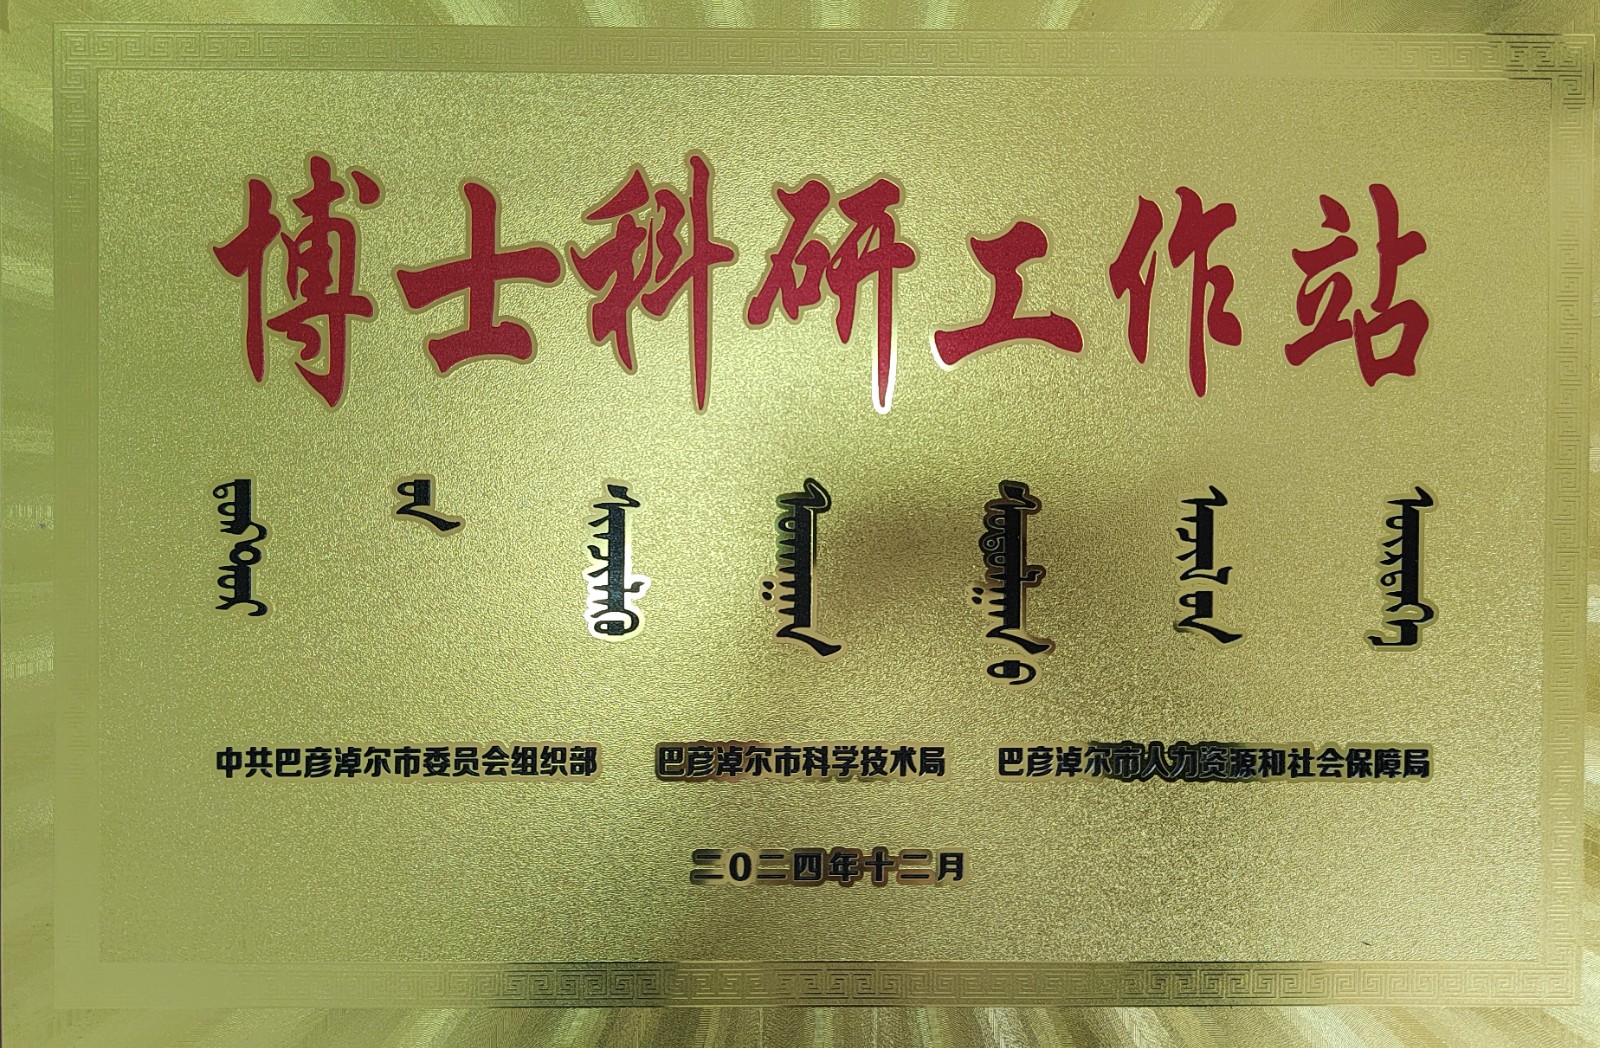 博士科研工作站
中共巴彦淖尔市委员会组织部 巴彦淖尔市科学技术局 巴彦淖尔市人力资源和社会保障局
二〇二四年十二月